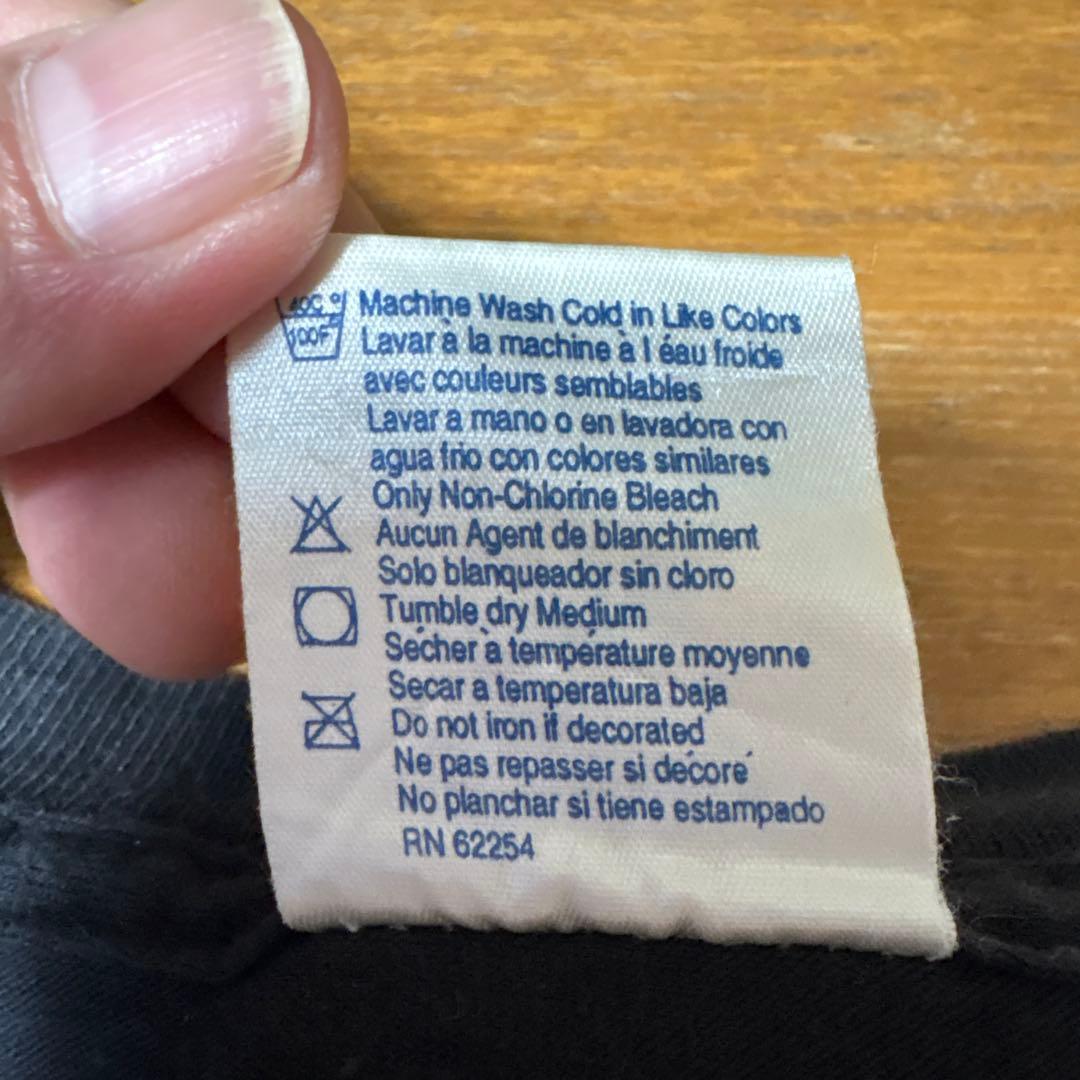 40C° Machine Wash Cold in Like Colors
100F Lavar à la machine à l éau froide
avec couleurs semblables
Lavar a mano o en lavadora con
agua frio con colores similares
Only Non-Chlorine Bleach
Aucun Agent de blanchiment
Solo blanqueador sin cloro
Tumble dry Medium
Sécher à température moyenne
Secar a temperatura baja
Do not iron if decorated
Ne pas repasser si décoré
No planchar si tiene estampado
RN 62254